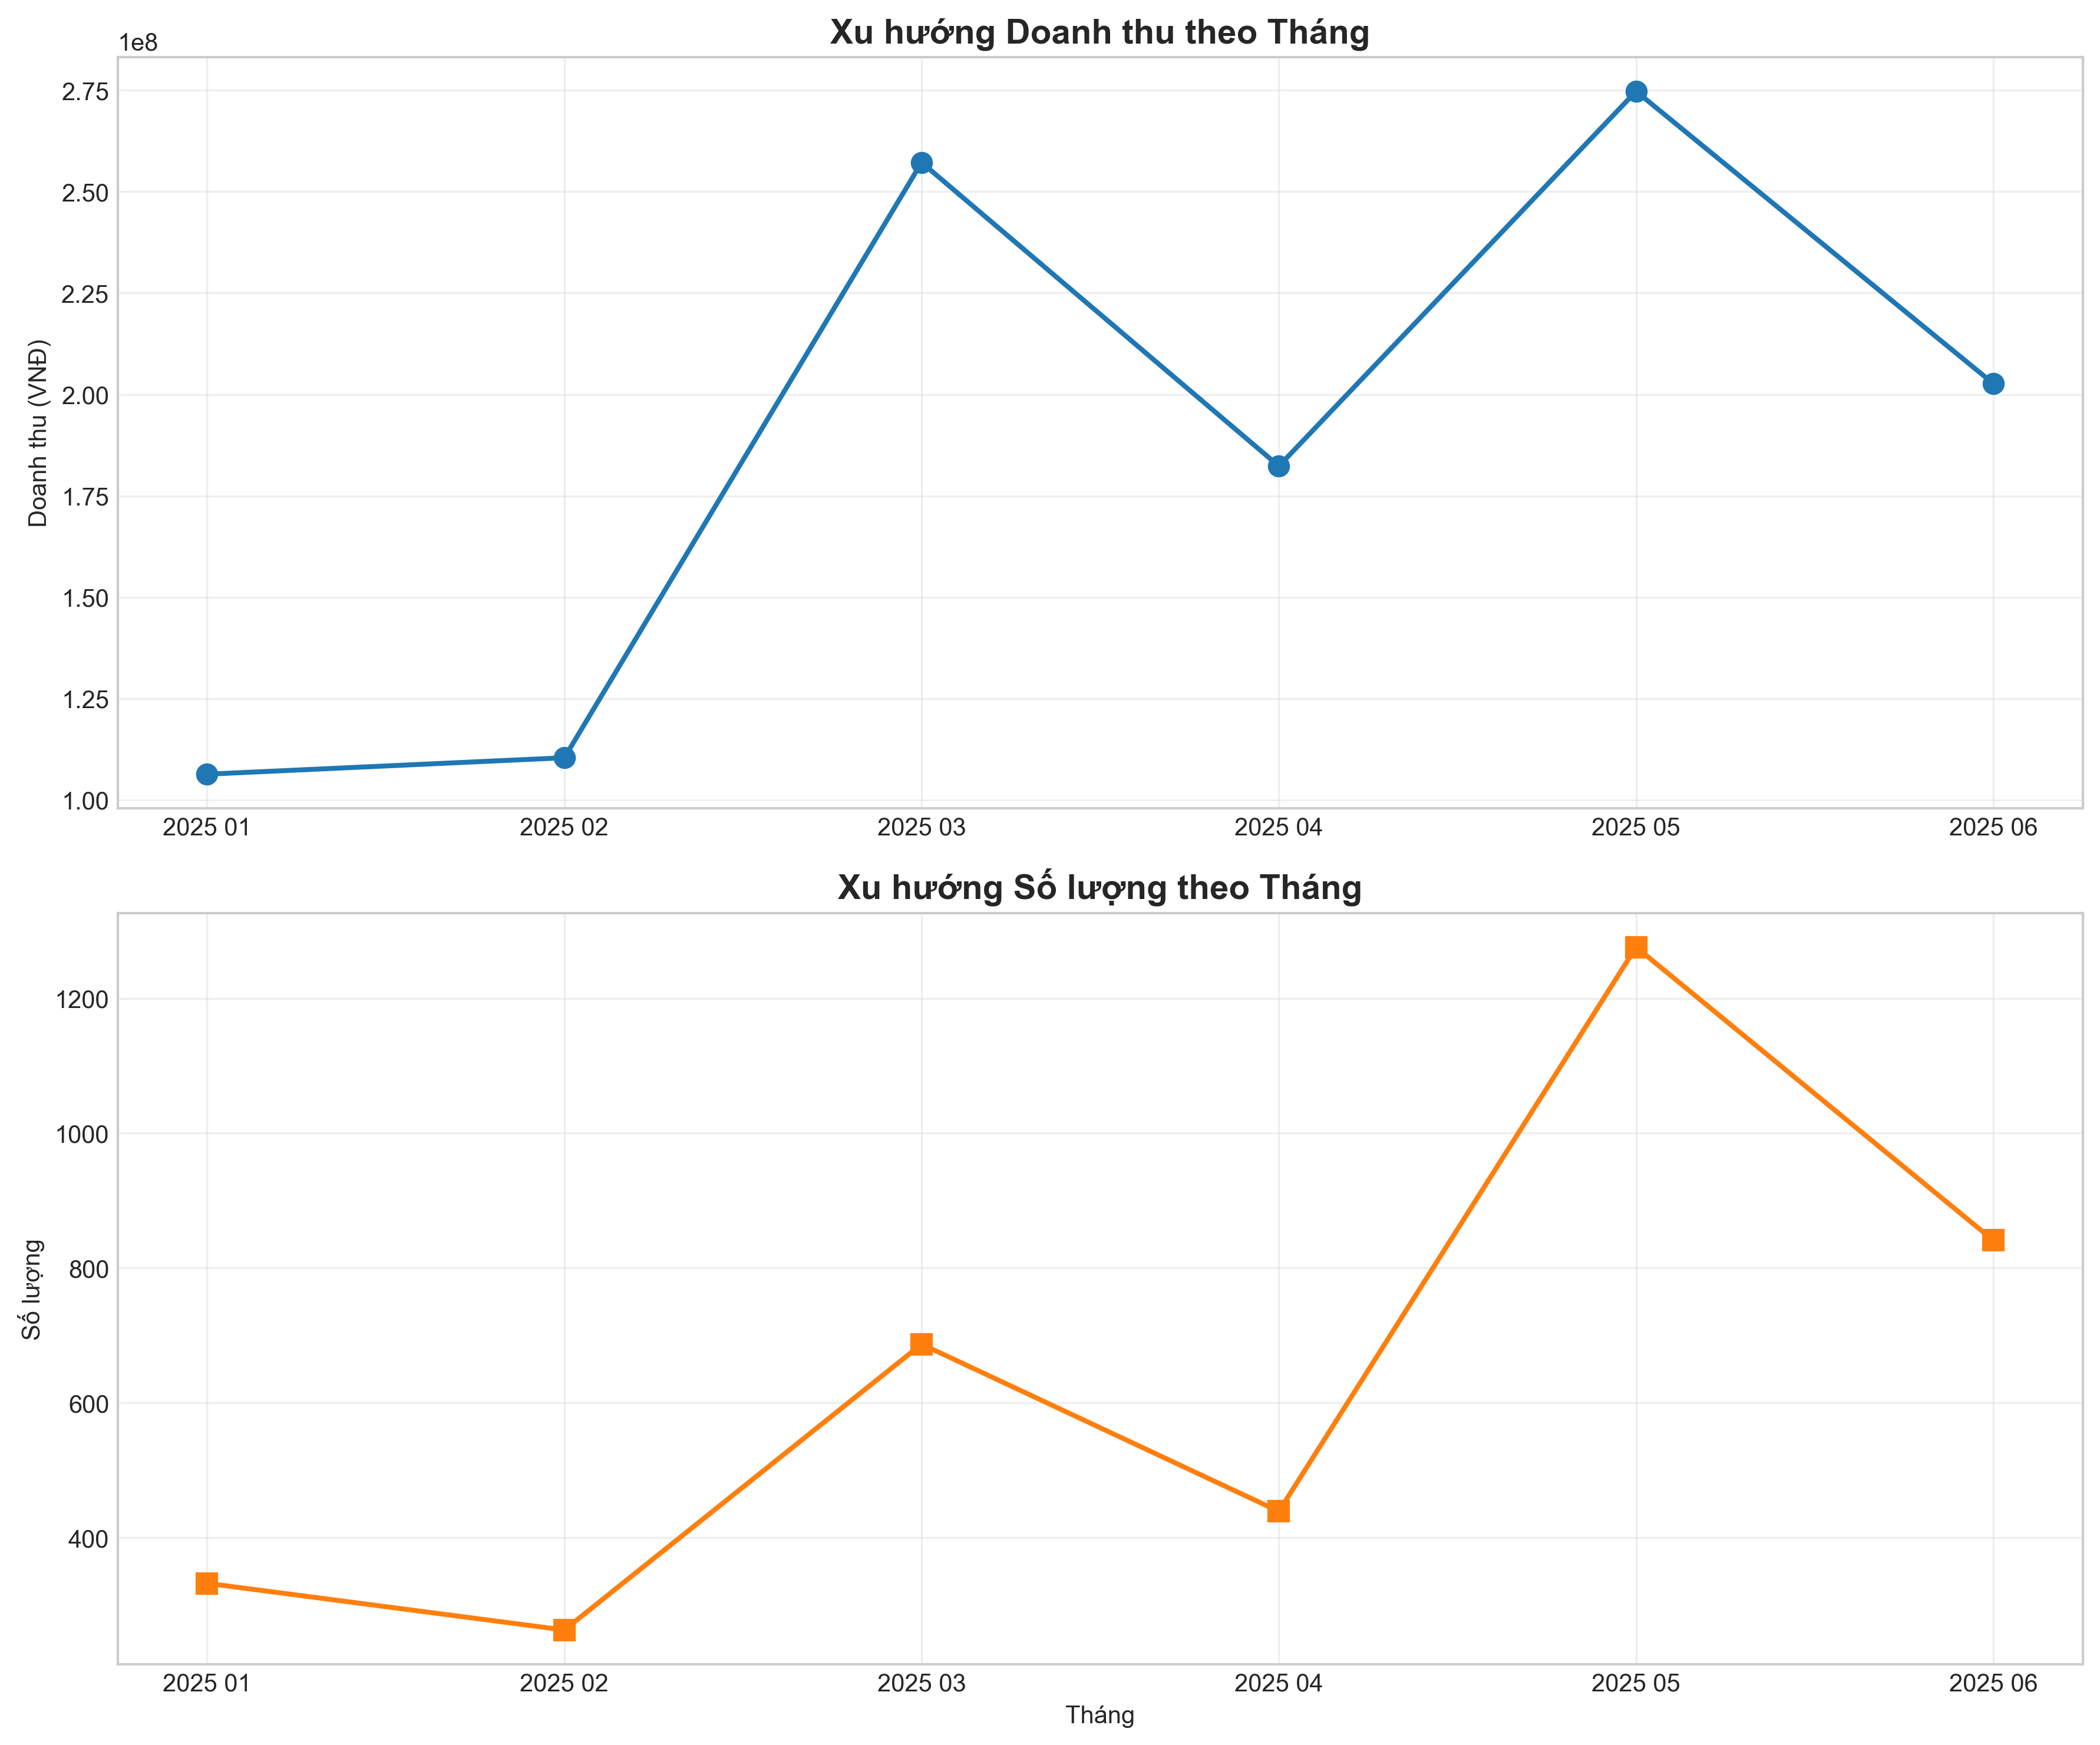 Xu hướng Doanh thu theo Tháng
1e8
2.75
2.50
2.25
2.00
1.75
1.50
1.25
1.00
Doanh thu (VNĐ)
2025 01 2025 02 2025 03 2025 04 2025 05 2025 06
Xu hướng Số lượng theo Tháng
1200
1000
800
600
400
Số lượng
2025 01 2025 02 2025 03 2025 04 2025 05 2025 06
Tháng